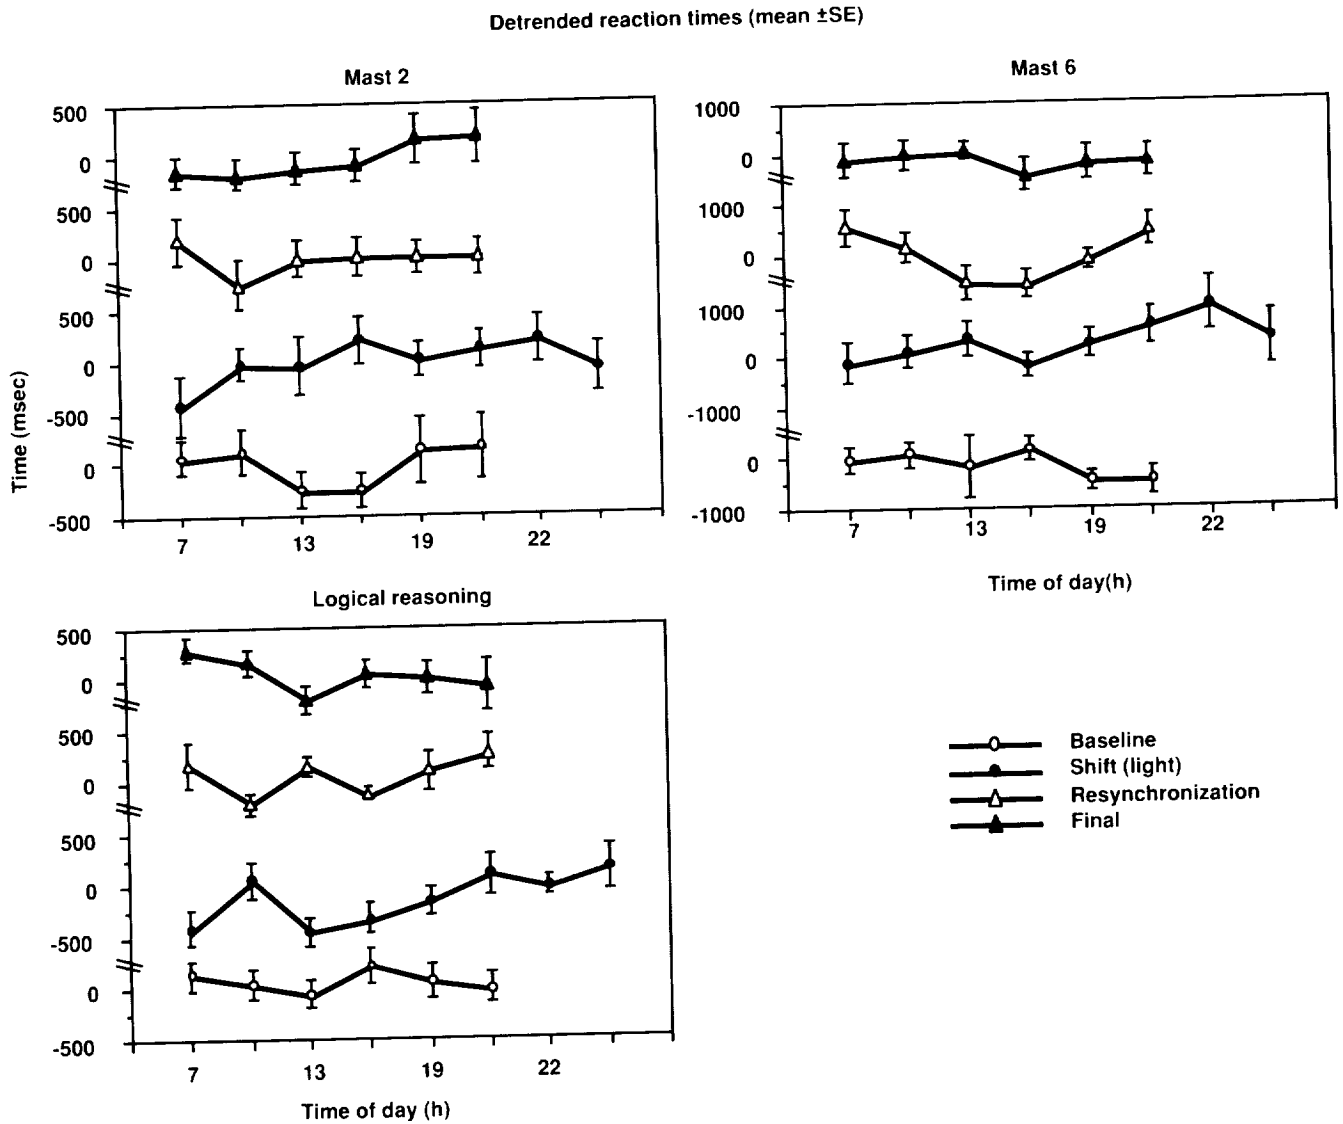 Detrended reaction times (mean ±SE)
Mast 2
500
0
500
0
500
0
-500
0
-500
Time (msec)
7 13 19 22
Mast 6
1000
0
1000
0
1000
0
-1000
0
-1000
7 13 19 22
Time of day(h)
Logical reasoning
500
0
500
0
500
0
-500
0
-500
7 13 19 22
Time of day (h)
Baseline
Shift (light)
Resynchronization
Final